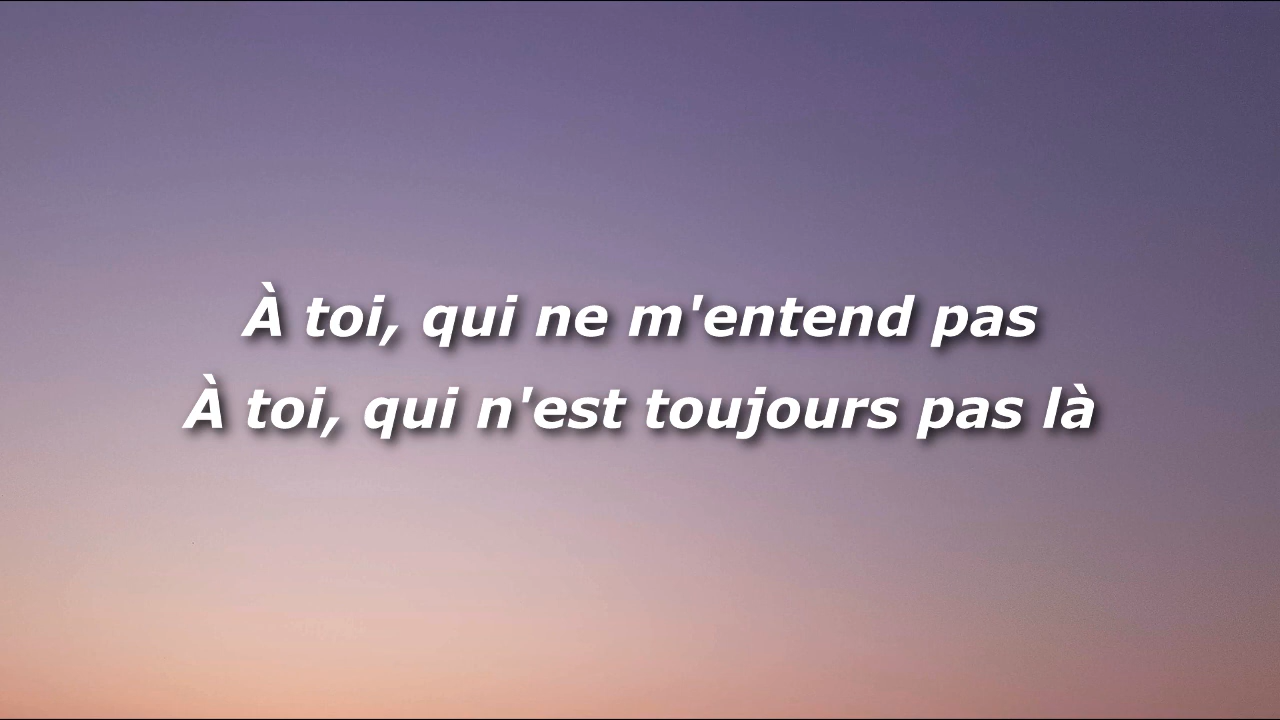 À toi, qui ne m'entend pas
À toi, qui n'est toujours pas là